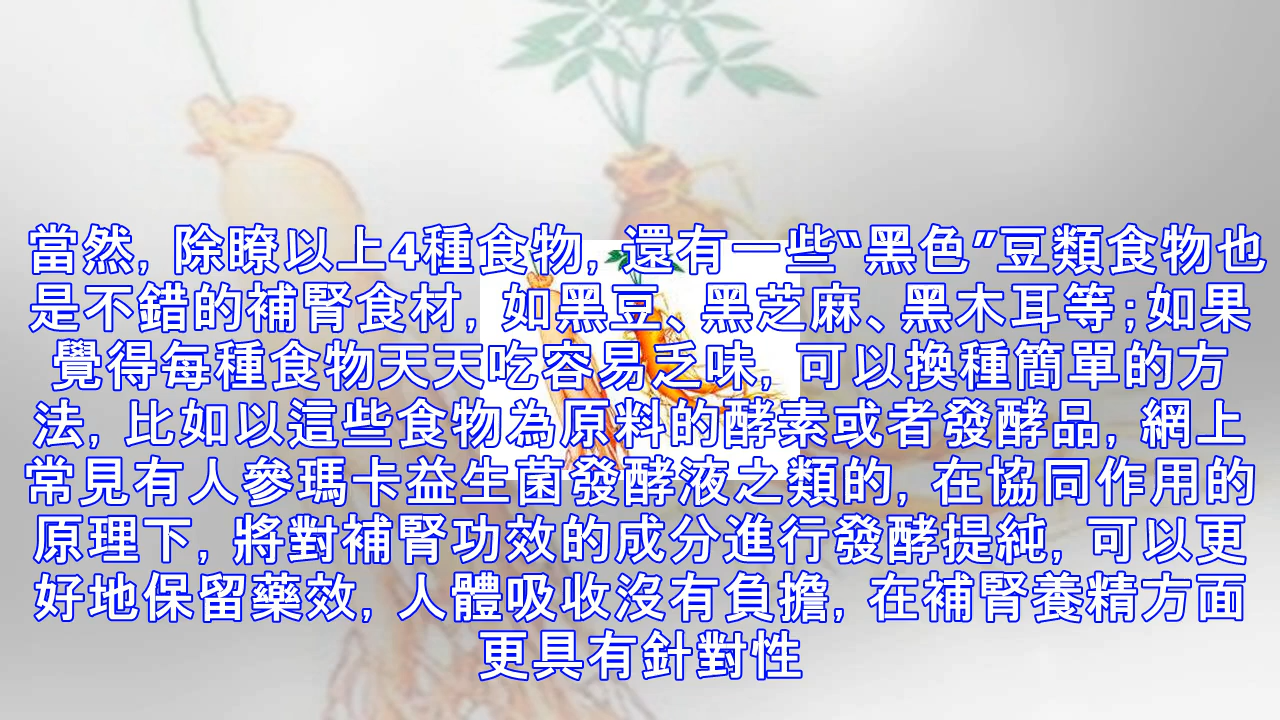 當然, 除瞭以上4種食物, 還有一些“黑色”豆類食物也
是不錯的補腎食材, 如黑豆、黑芝麻、黑木耳等;如果
覺得每種食物天天吃容易乏味, 可以換種簡單的方
法, 比如以這些食物為原料的酵素或者發酵品, 網上
常見有人參瑪卡益生菌發酵液之類的, 在協同作用的
原理下, 將對補腎功效的成分進行發酵提純, 可以更
好地保留藥效, 人體吸收沒有負擔, 在補腎養精方面
更具有針對性